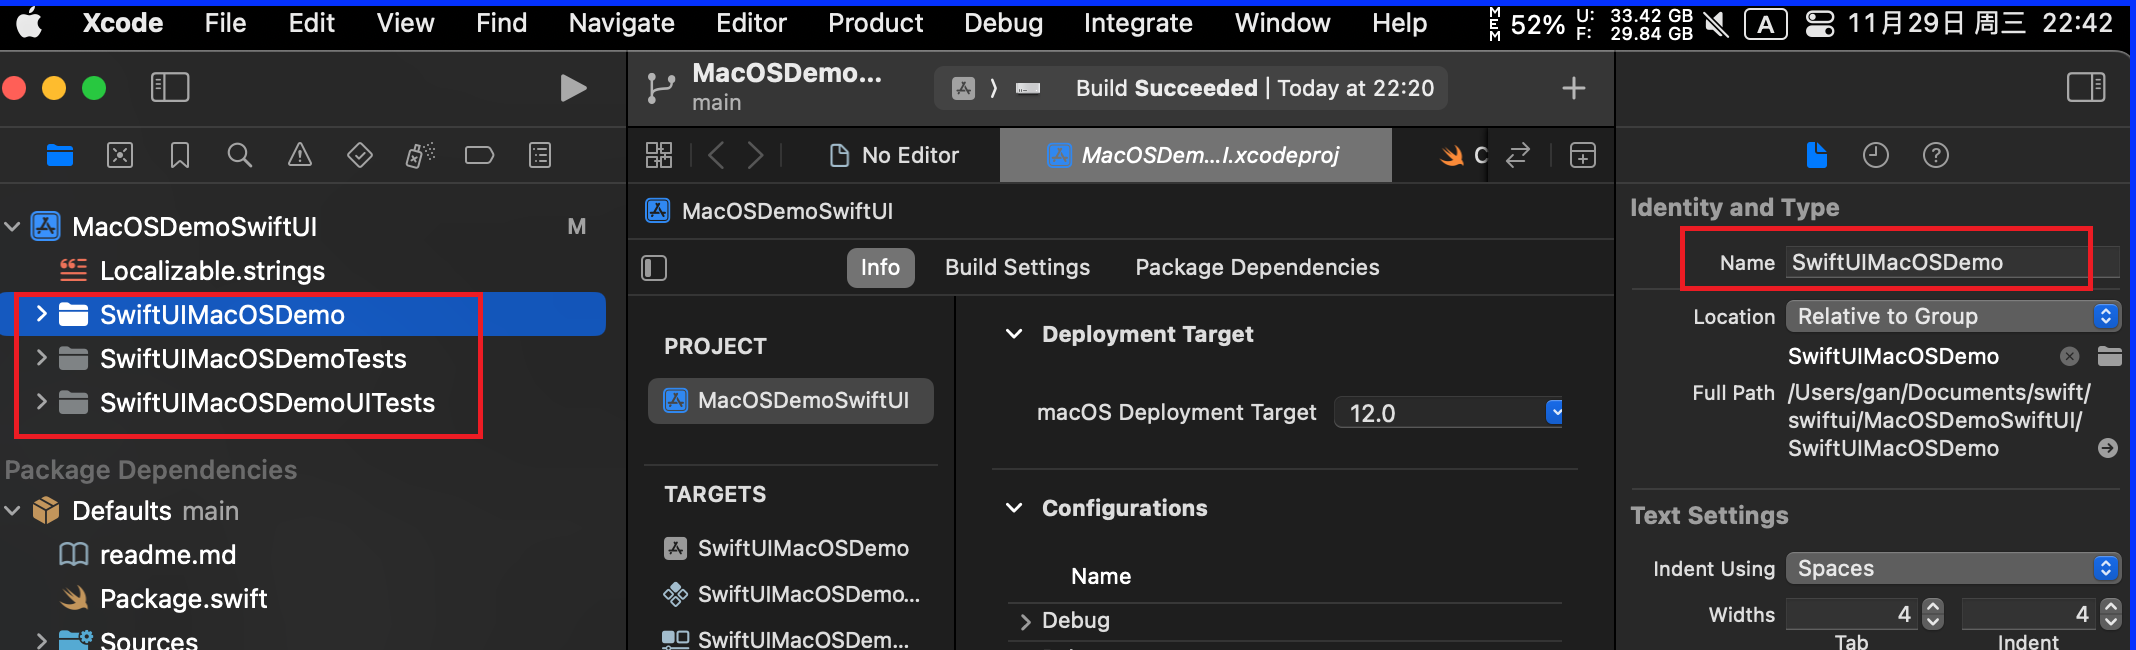 Xcode File Edit View Find Navigate Editor Product Debug Integrate Window Help MEM 52% U: 33.42 GB F: 29.84 GB A 11月29日 周三 22:42
MacOSDemo...
main
Build Succeeded | Today at 22:20
No Editor
MacOSDem...l.xcodeproj
C
MacOSDemoSwiftUI M
Localizable.strings
SwiftUIMacOSDemo
SwiftUIMacOSDemoTests
SwiftUIMacOSDemoUITests
Package Dependencies
Defaults main
readme.md
Package.swift
Sources
MacOSDemoSwiftUI
Info Build Settings Package Dependencies
PROJECT
MacOSDemoSwiftUI
TARGETS
SwiftUIMacOSDemo
SwiftUIMacOSDemo...
SwiftUIMacOSDem...
Deployment Target
macOS Deployment Target 12.0
Configurations
Name
Debug
Identity and Type
Name SwiftUIMacOSDemo
Location Relative to Group
SwiftUIMacOSDemo
Full Path /Users/gan/Documents/swift/
swiftui/MacOSDemoSwiftUI/
SwiftUIMacOSDemo
Text Settings
Indent Using Spaces
Widths 4 4
Tab Indent